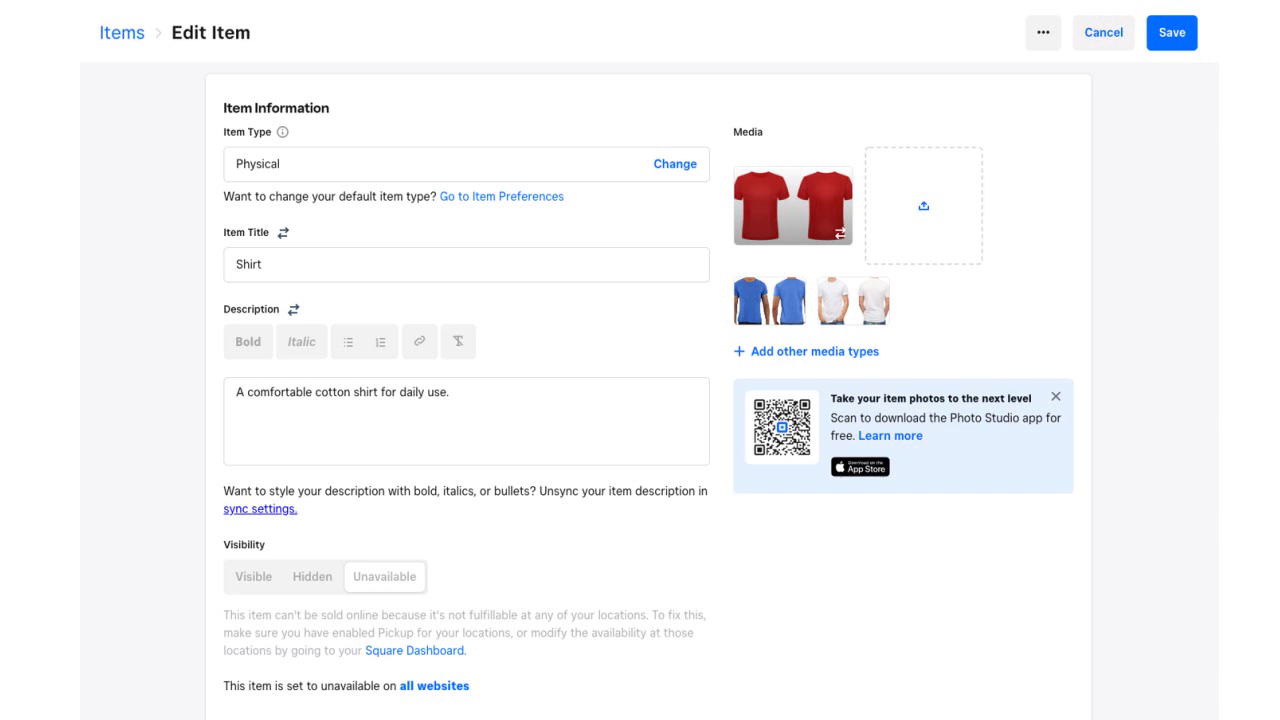 Items > Edit Item
••• Cancel Save
Item Information
Item Type
Physical Change
Want to change your default item type? Go to Item Preferences
Item Title
Shirt
Description
Bold Italic
A comfortable cotton shirt for daily use.
Want to style your description with bold, italics, or bullets? Unsync your item description in
sync settings.
Visibility
Visible Hidden Unavailable
This item can't be sold online because it's not fulfillable at any of your locations. To fix this,
make sure you have enabled Pickup for your locations, or modify the availability at those
locations by going to your Square Dashboard.
This item is set to unavailable on all websites
Media
+ Add other media types
Take your item photos to the next level
Scan to download the Photo Studio app for
free. Learn more
Download on the
App Store